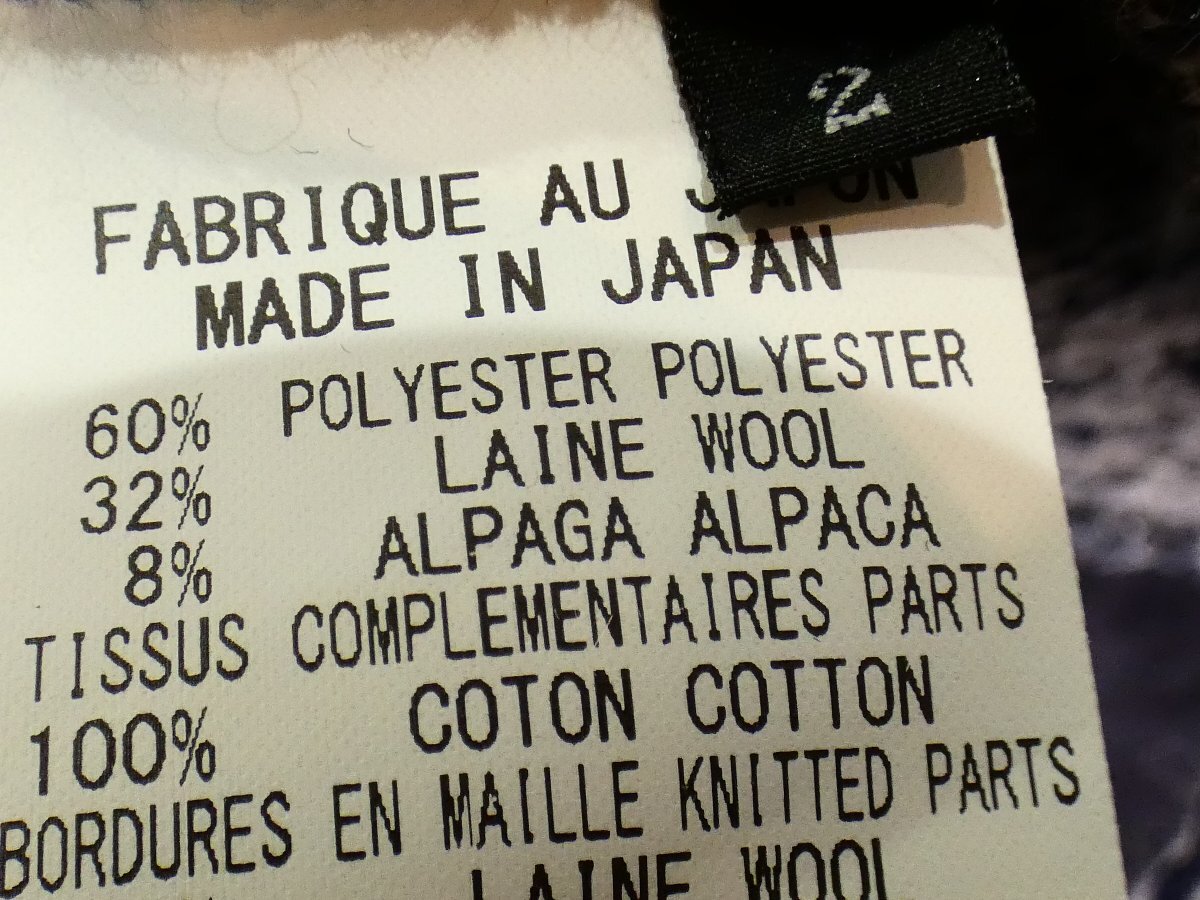 2
FABRIQUE AU JAPON
MADE IN JAPAN
60% POLYESTER POLYESTER
32% LAINE WOOL
8% ALPAGA ALPACA
TISSUS COMPLEMENTAIRES PARTS
100% COTON COTTON
BORDURES EN MAILLE KNITTED PARTS
LAINE WOOL